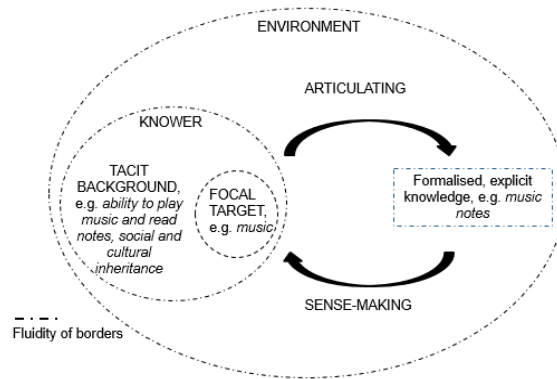 ENVIRONMENT
ARTICULATING
KNOWER
TACIT
BACKGROUND,
e.g. ability to play
music and read
notes, social and
cultural
inheritance
FOCAL
TARGET,
e.g. music
Formalised, explicit
knowledge, e.g. music
notes
SENSE-MAKING
Fluidity of borders